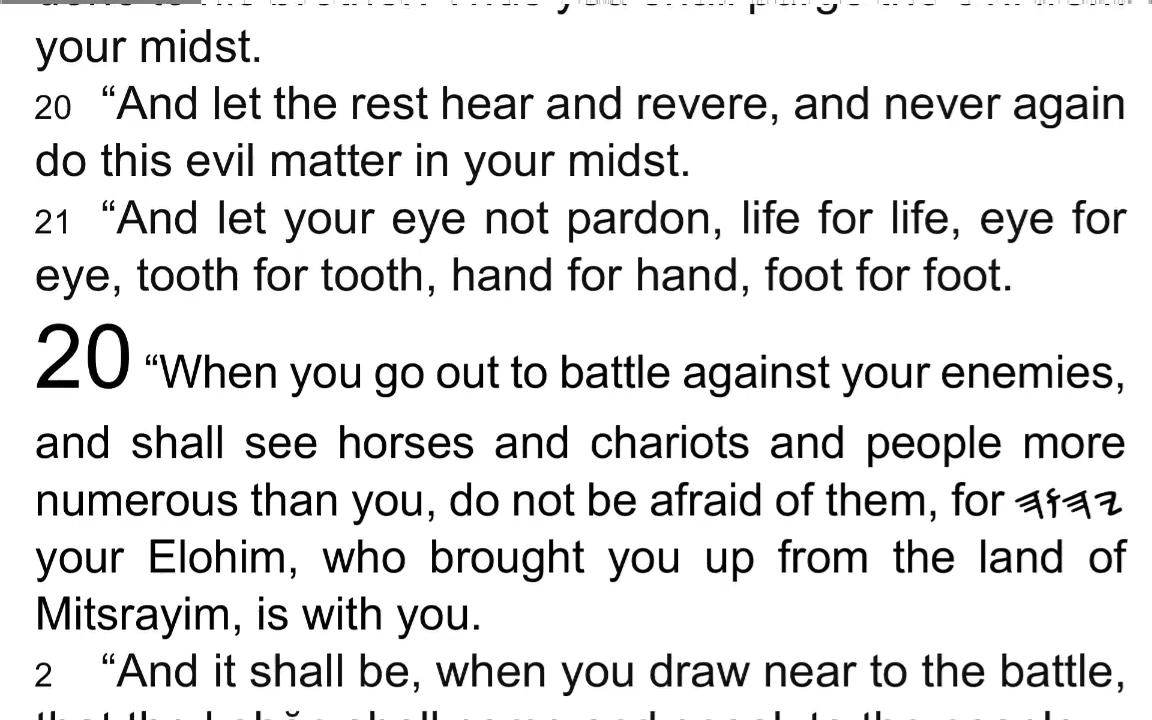 your midst.
20 “And let the rest hear and revere, and never again
do this evil matter in your midst.
21 “And let your eye not pardon, life for life, eye for
eye, tooth for tooth, hand for hand, foot for foot.
20 “When you go out to battle against your enemies,
and shall see horses and chariots and people more
numerous than you, do not be afraid of them, for 𐤉𐤄𐤅𐤄
your Elohim, who brought you up from the land of
Mitsrayim, is with you.
2 “And it shall be, when you draw near to the battle,